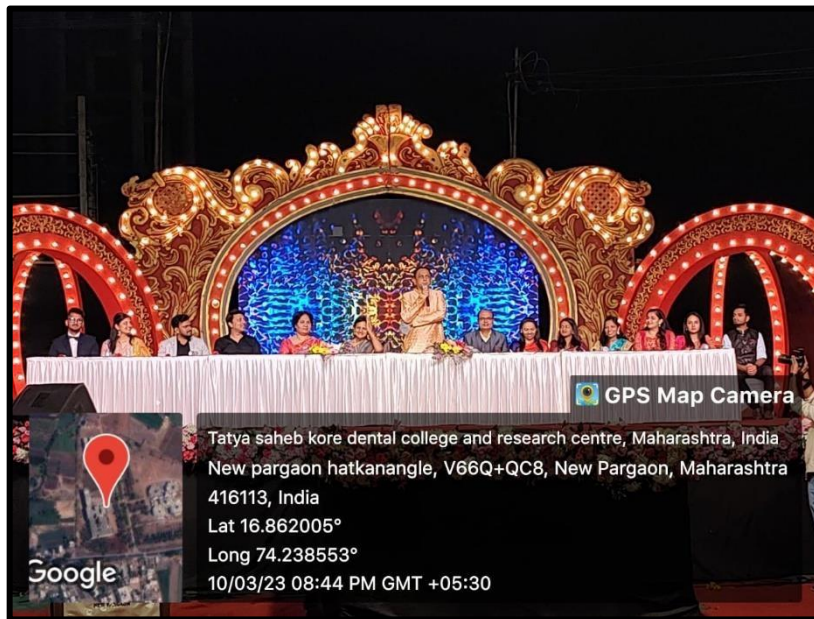 GPS Map Camera
Tatya saheb kore dental college and research centre, Maharashtra, India
New pargaon hatkanangle, V66Q+QC8, New Pargaon, Maharashtra
416113, India
Lat 16.862005°
Long 74.238553°
10/03/23 08:44 PM GMT +05:30
Google